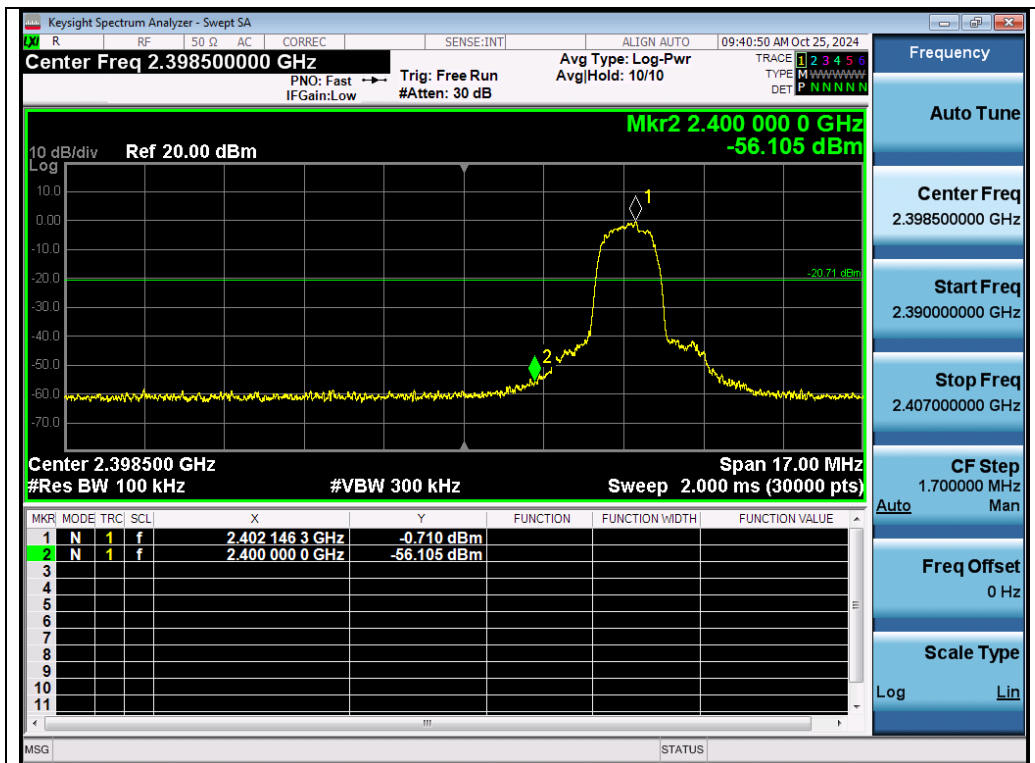 Keysight Spectrum Analyzer - Swept SA
LXI R RF 50 Ω AC CORREC SENSE:INT ALIGN AUTO 09:40:50 AM Oct 25, 2024
Center Freq 2.398500000 GHz
PNO: Fast
IFGain:Low
Trig: Free Run
#Atten: 30 dB
Avg Type: Log-Pwr
Avg|Hold: 10/10
TRACE 1 2 3 4 5 6
TYPE M WWWWW
DET P N N N N N
Mkr2 2.400 000 0 GHz
-56.105 dBm
10 dB/div Ref 20.00 dBm
Log
10.0
0.00
-10.0
-20.0
-30.0
-40.0
-50.0
-60.0
-70.0
1
-20.71 dBm
2
Center 2.398500 GHz Span 17.00 MHz
#Res BW 100 kHz #VBW 300 kHz Sweep 2.000 ms (30000 pts)
MKR MODE TRC SCL X Y FUNCTION FUNCTION WIDTH FUNCTION VALUE
1 N 1 f 2.402 146 3 GHz -0.710 dBm
2 N 1 f 2.400 000 0 GHz -56.105 dBm
3
4
5
6
7
8
9
10
11
MSG STATUS
Frequency
Auto Tune
Center Freq
2.398500000 GHz
Start Freq
2.390000000 GHz
Stop Freq
2.407000000 GHz
CF Step
1.700000 MHz
Auto Man
Freq Offset
0 Hz
Scale Type
Log Lin